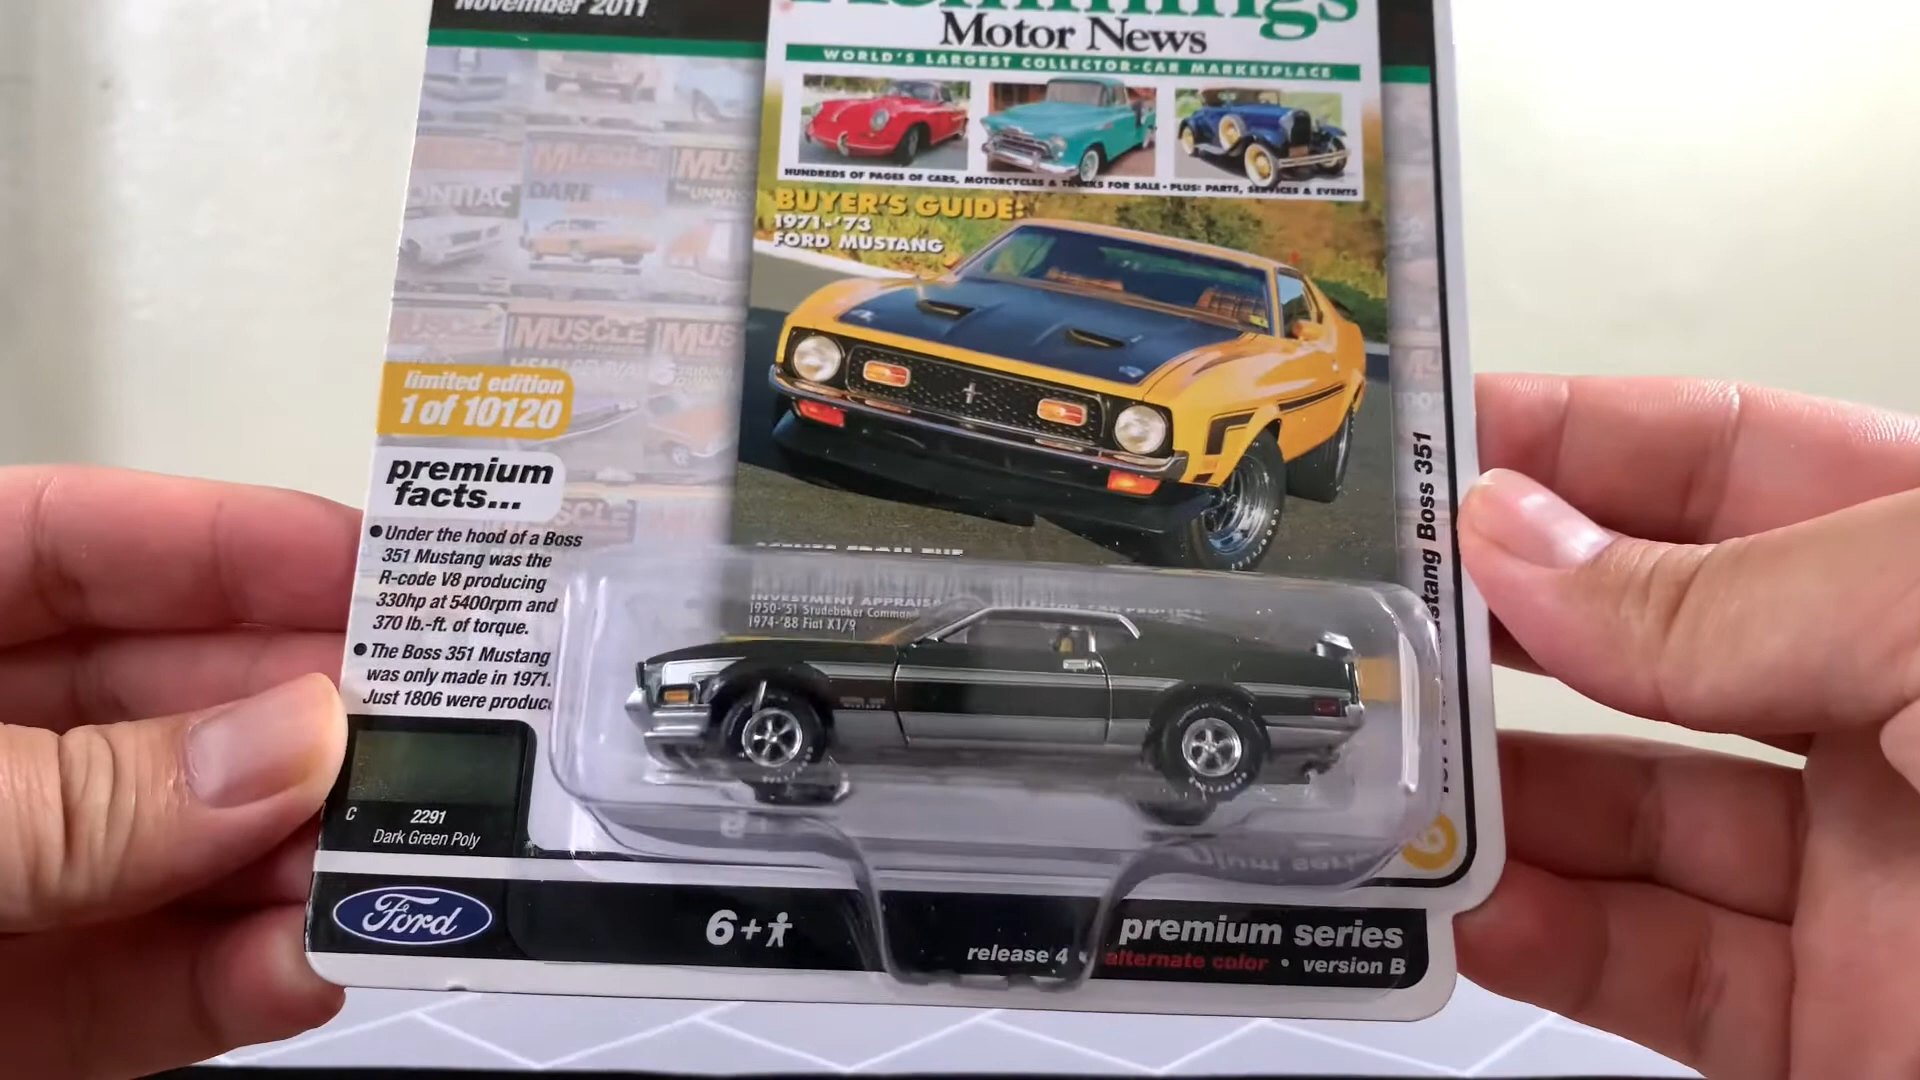 November 2011
Hemmings
Motor News
WORLD'S LARGEST COLLECTOR-CAR MARKETPLACE
HUNDREDS OF PAGES OF CARS, MOTORCYCLES & TRUCKS FOR SALE • PLUS: PARTS, SERVICES & EVENTS
BUYER'S GUIDE:
1971-'73
FORD MUSTANG
MUSCLE
PONTIAC
DARE
MUSCLE
limited edition
1 of 10120
premium
facts...
● Under the hood of a Boss
351 Mustang was the
R-code V8 producing
330hp at 5400rpm and
370 lb.-ft. of torque.
● The Boss 351 Mustang
was only made in 1971.
Just 1806 were produc
INVESTMENT APPRAIS
1950-'51 Studebaker Comman
1974-'88 Fiat X1/9
stang Boss 351
C 2291
Dark Green Poly
Ford
6+
premium series
release 4 • alternate color • version B